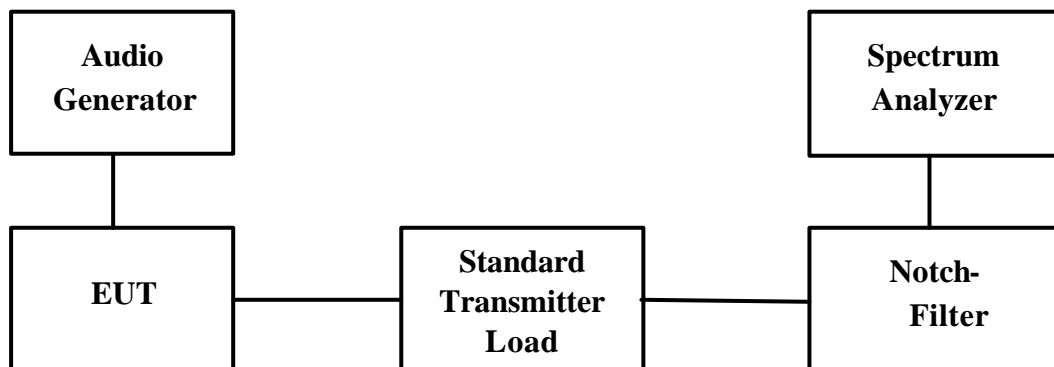 Audio
Generator
Spectrum
Analyzer
EUT
Standard
Transmitter
Load
Notch-
Filter